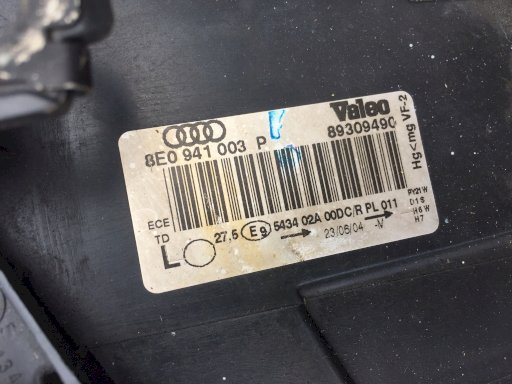 Valeo
8E0 941 003 P
89309490
Hg<mg VF-2
ECE
TD
L
27,5 E9 5434 02A 00DC/R PL 011
23/06/04
PY21W
D1S
H6W
H7